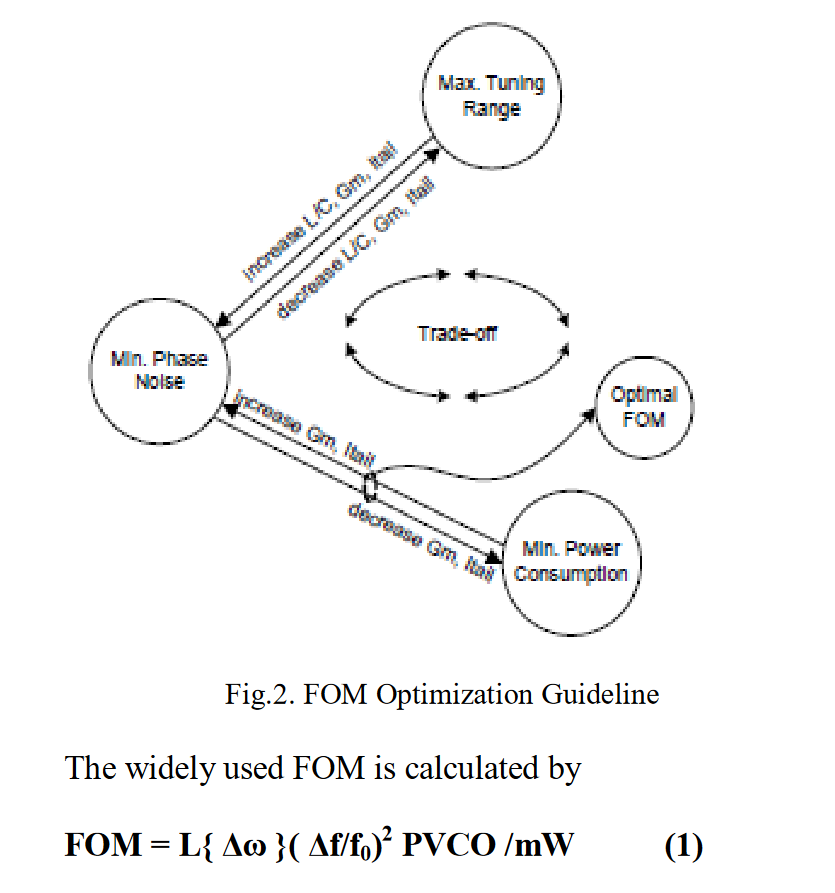 Max. Tuning
Range
increase L/C, Gm, Itail
decrease L/C, Gm, Itail
Trade-off
Min. Phase
Noise
Optimal
FOM
increase Gm, Itail
decrease Gm, Itail
Min. Power
Consumption
Fig.2. FOM Optimization Guideline
The widely used FOM is calculated by
FOM = L{ Δω }( Δf/f₀)² PVCO /mW (1)